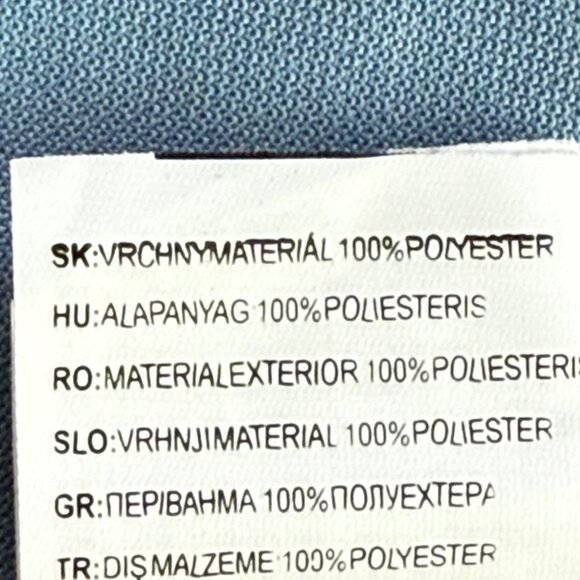 SK:VRCHNYMATERIÁL 100%POLYESTER
HU:ALAPANYAG 100%POLIESTERIS
RO:MATERIALEXTERIOR 100%POLIESTERIS
SLO:VRHNJIMATERIAL 100%POLIESTER
GR:ΠΕΡΙΒΑΗΜΑ 100%ΠΟΠΥΕΧΤΕΡΑ
TR:DIŞMALZEME 100%POLYESTER